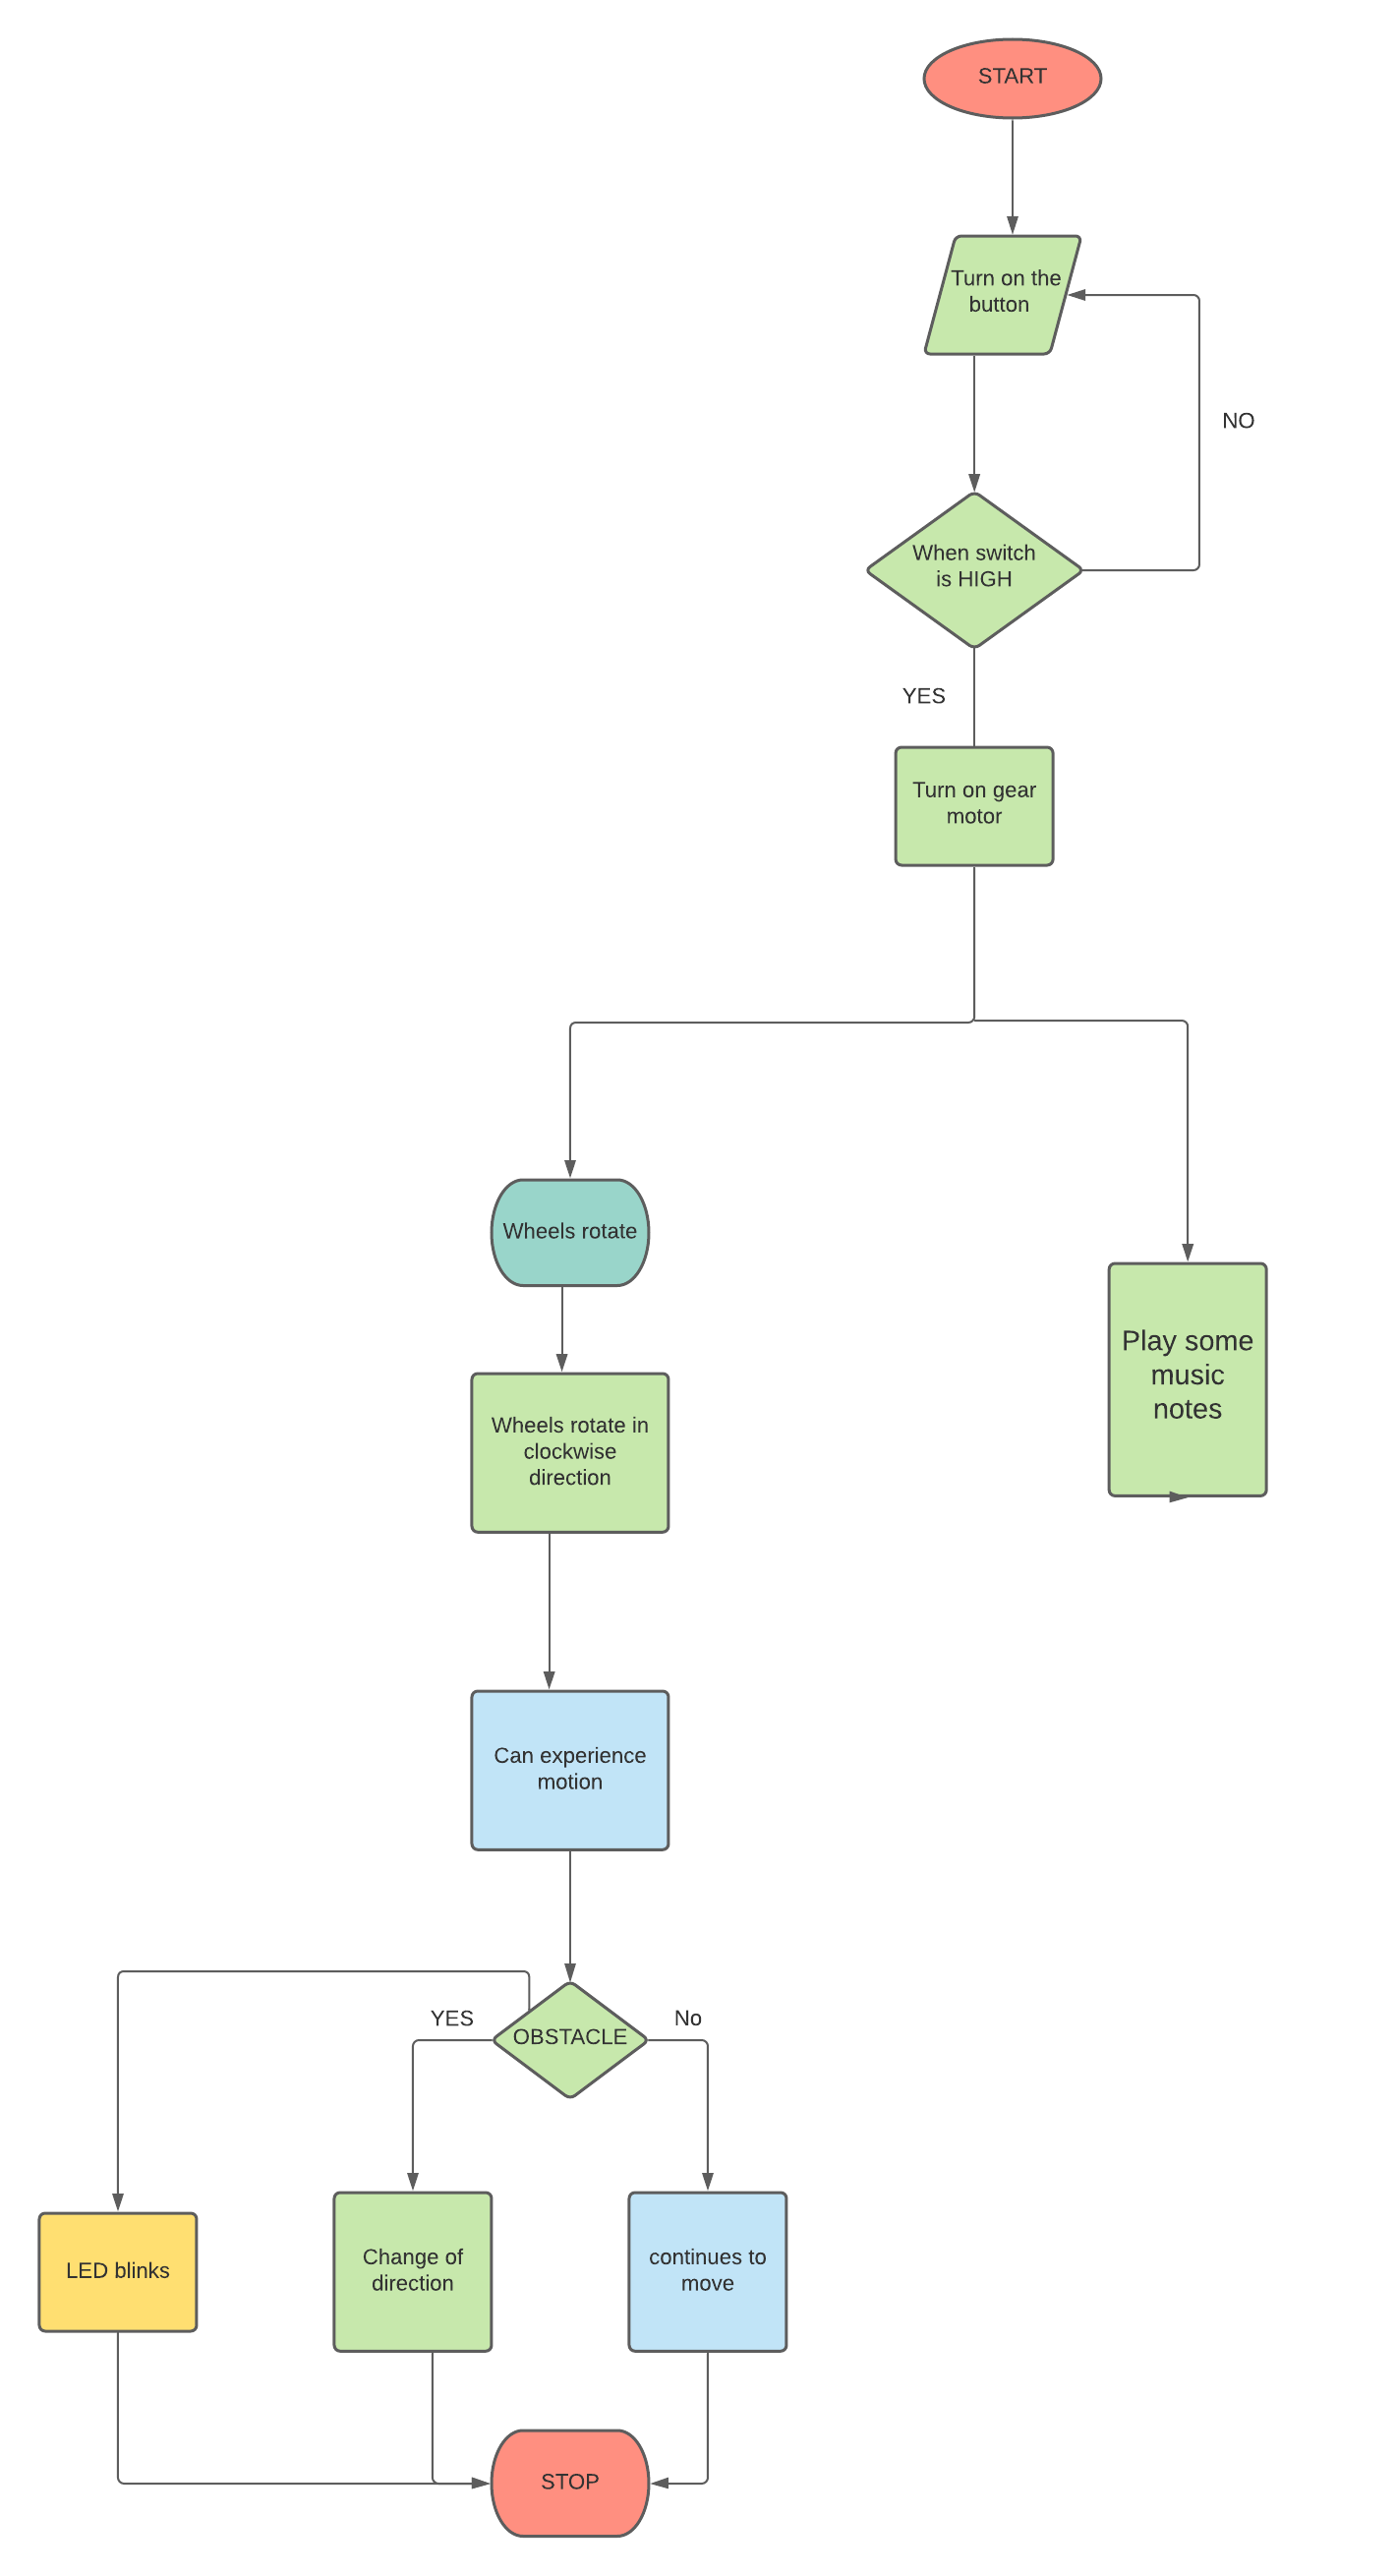 START
Turn on the
button
NO
When switch
is HIGH
YES
Turn on gear
motor
Wheels rotate
Play some
music
notes
Wheels rotate in
clockwise
direction
Can experience
motion
YES
No
OBSTACLE
LED blinks
Change of
direction
continues to
move
STOP